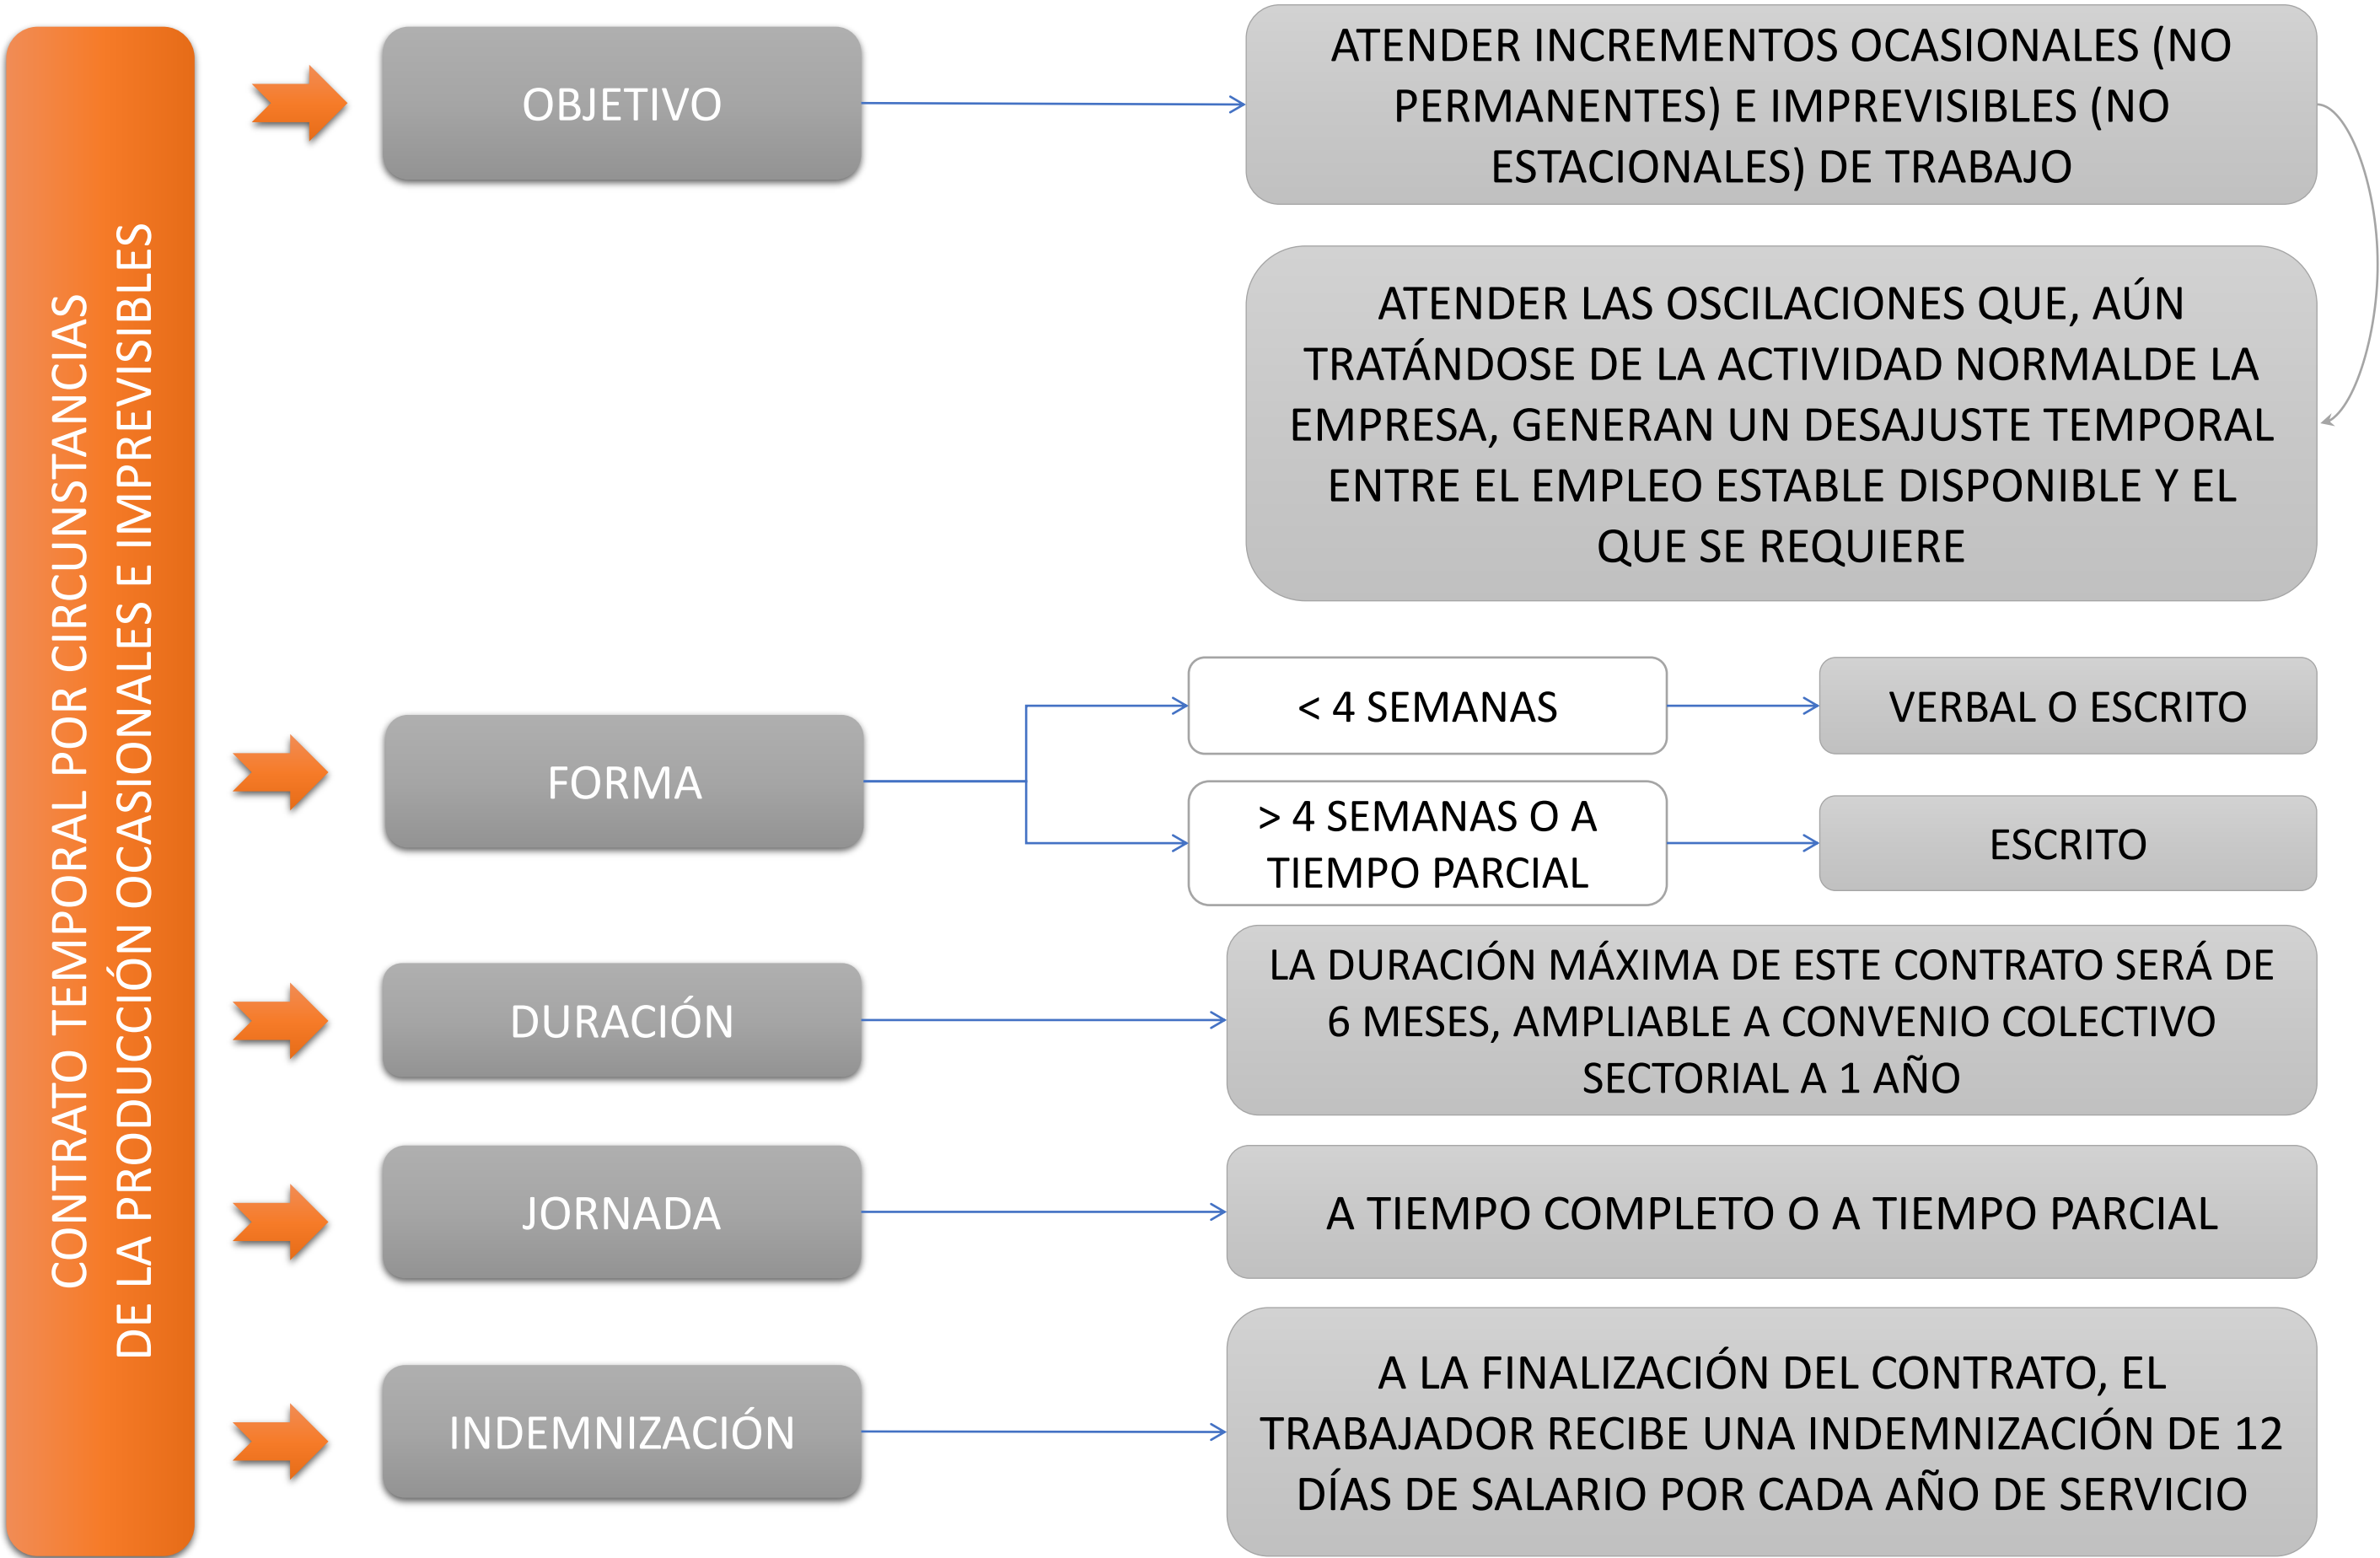 CONTRATO TEMPORAL POR CIRCUNSTANCIAS
DE LA PRODUCCIÓN OCASIONALES E IMPREVISIBLES
OBJETIVO
ATENDER INCREMENTOS OCASIONALES (NO
PERMANENTES) E IMPREVISIBLES (NO
ESTACIONALES) DE TRABAJO
ATENDER LAS OSCILACIONES QUE, AÚN
TRATÁNDOSE DE LA ACTIVIDAD NORMALDE LA
EMPRESA, GENERAN UN DESAJUSTE TEMPORAL
ENTRE EL EMPLEO ESTABLE DISPONIBLE Y EL
QUE SE REQUIERE
FORMA
< 4 SEMANAS
VERBAL O ESCRITO
> 4 SEMANAS O A
TIEMPO PARCIAL
ESCRITO
DURACIÓN
LA DURACIÓN MÁXIMA DE ESTE CONTRATO SERÁ DE
6 MESES, AMPLIABLE A CONVENIO COLECTIVO
SECTORIAL A 1 AÑO
JORNADA
A TIEMPO COMPLETO O A TIEMPO PARCIAL
INDEMNIZACIÓN
A LA FINALIZACIÓN DEL CONTRATO, EL
TRABAJADOR RECIBE UNA INDEMNIZACIÓN DE 12
DÍAS DE SALARIO POR CADA AÑO DE SERVICIO